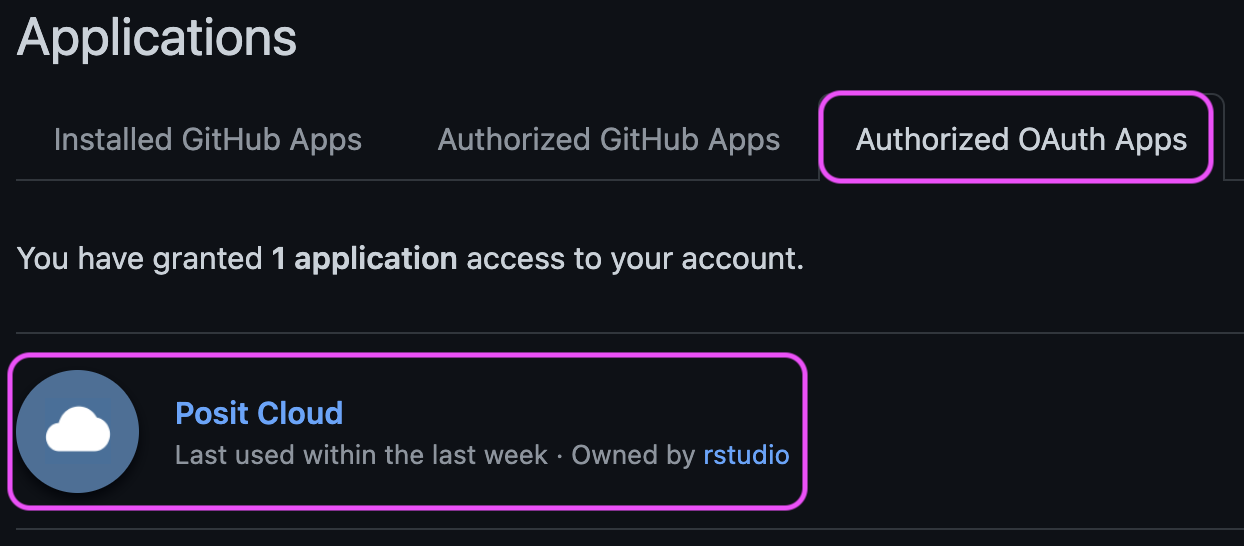 Applications
Installed GitHub Apps
Authorized GitHub Apps
Authorized OAuth Apps
You have granted 1 application access to your account.
Posit Cloud
Last used within the last week · Owned by rstudio